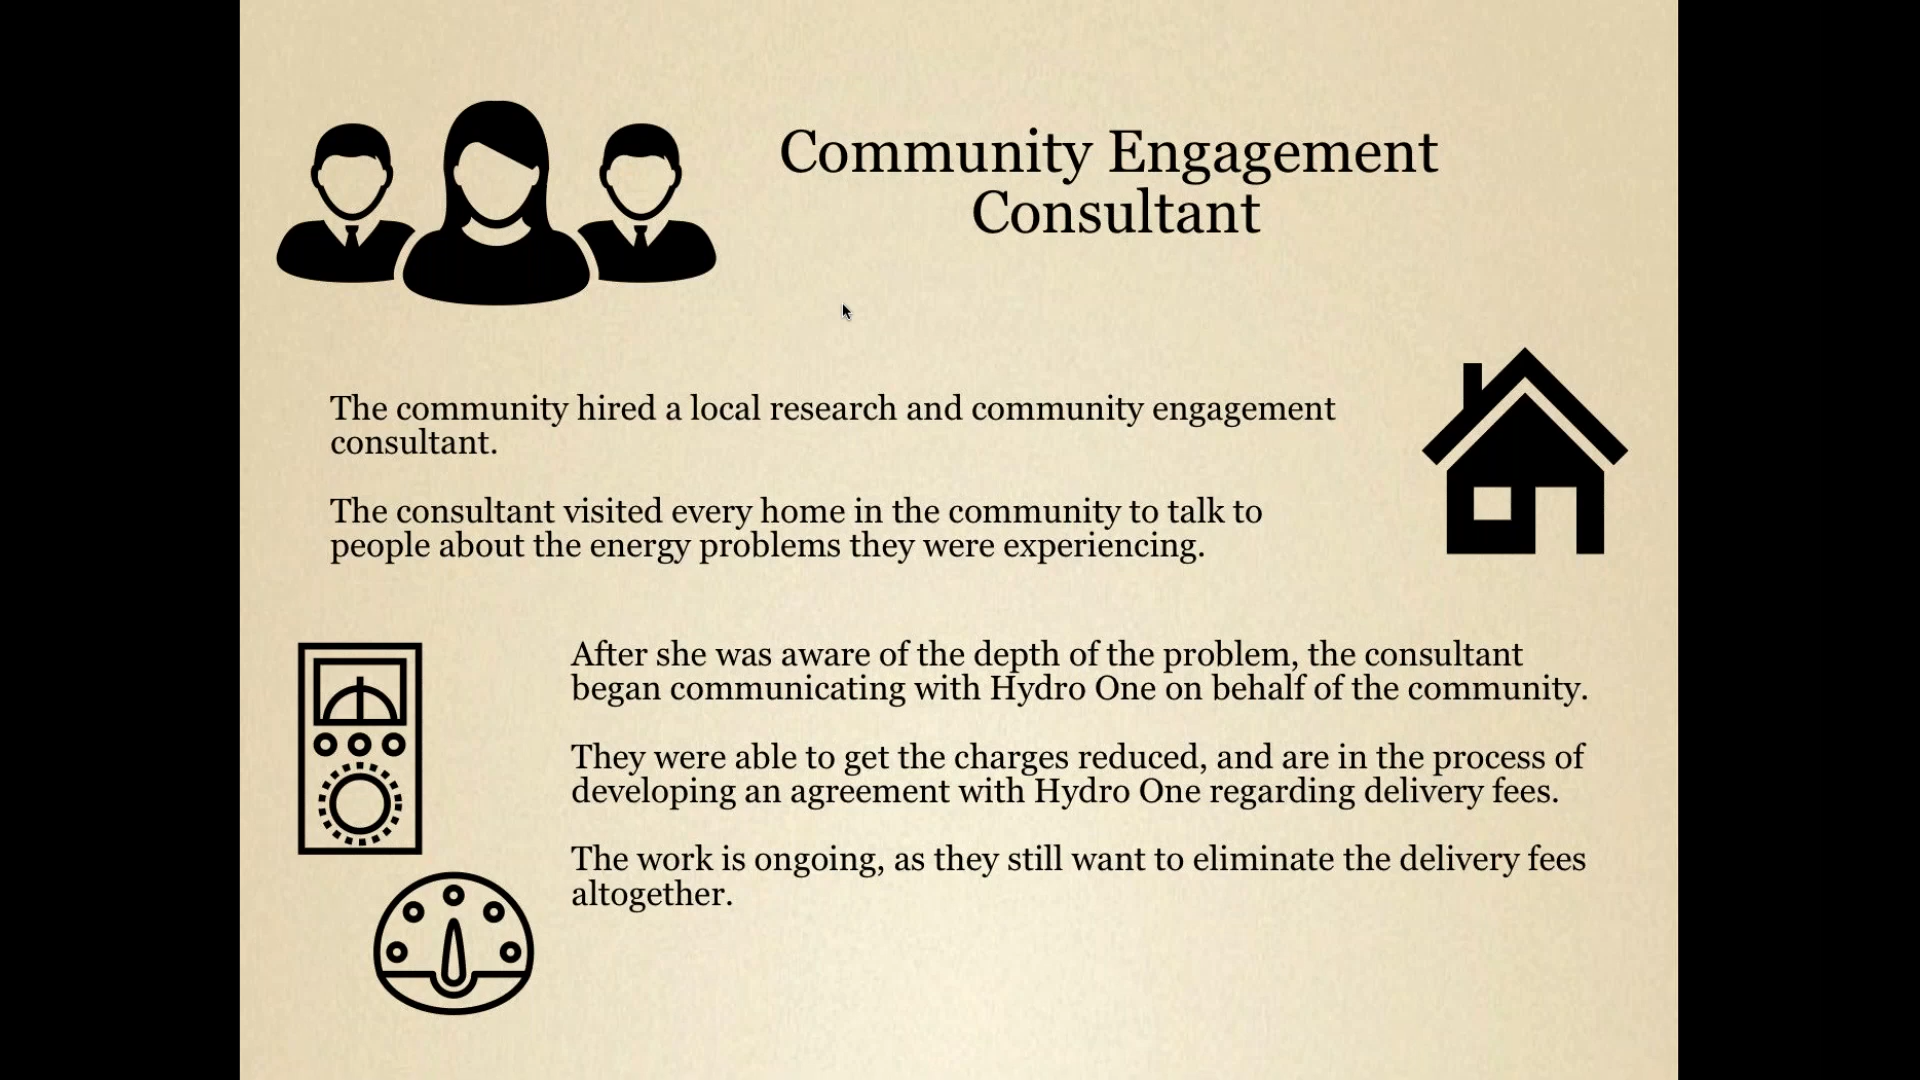 Community Engagement
Consultant
The community hired a local research and community engagement
consultant.
The consultant visited every home in the community to talk to
people about the energy problems they were experiencing.
After she was aware of the depth of the problem, the consultant
began communicating with Hydro One on behalf of the community.
They were able to get the charges reduced, and are in the process of
developing an agreement with Hydro One regarding delivery fees.
The work is ongoing, as they still want to eliminate the delivery fees
altogether.